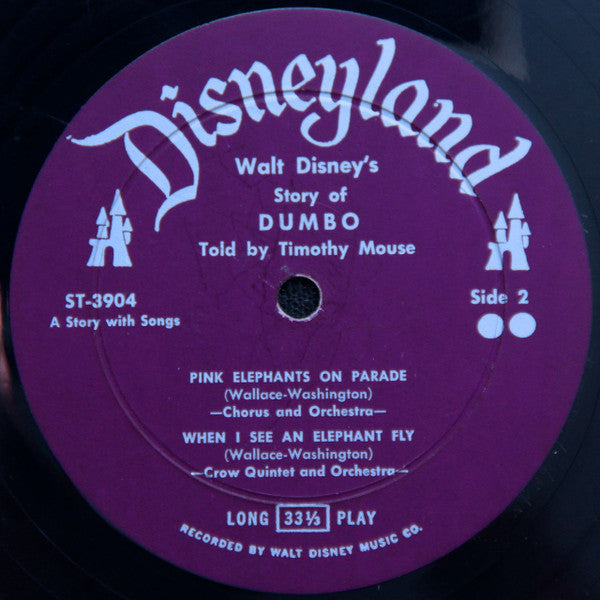 Disneyland
Walt Disney's
Story of
DUMBO
Told by Timothy Mouse
ST-3904
A Story with Songs
Side 2
PINK ELEPHANTS ON PARADE
(Wallace-Washington)
—Chorus and Orchestra—
WHEN I SEE AN ELEPHANT FLY
(Wallace-Washington)
—Crow Quintet and Orchestra—
LONG 33⅓ PLAY
RECORDED BY WALT DISNEY MUSIC CO.